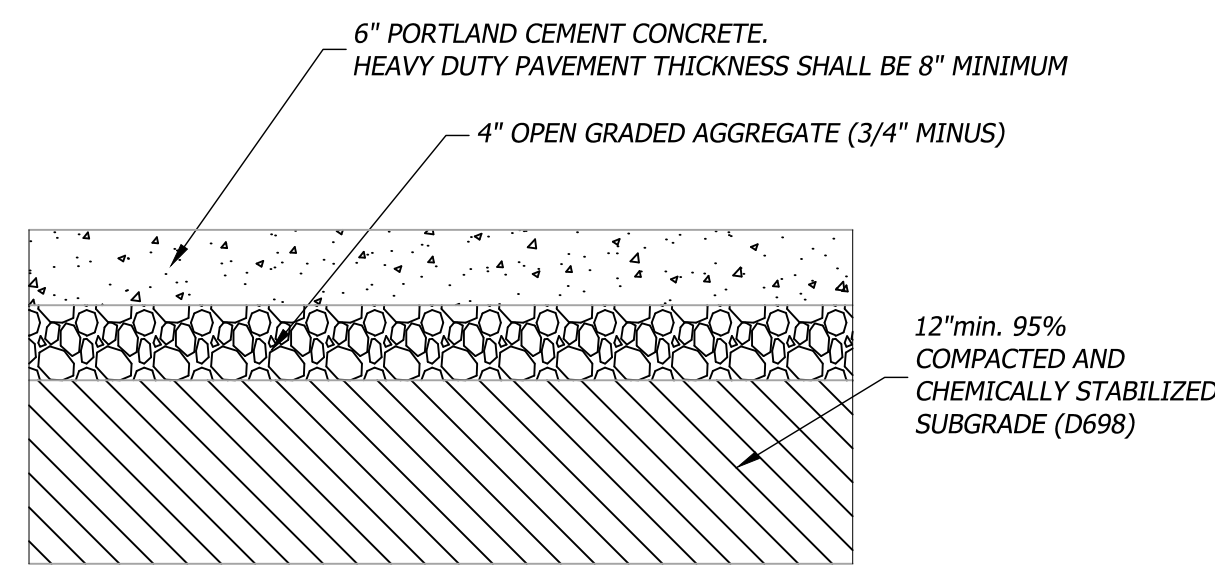 6" PORTLAND CEMENT CONCRETE.
HEAVY DUTY PAVEMENT THICKNESS SHALL BE 8" MINIMUM
4" OPEN GRADED AGGREGATE (3/4" MINUS)
12"min. 95%
COMPACTED AND
CHEMICALLY STABILIZED
SUBGRADE (D698)